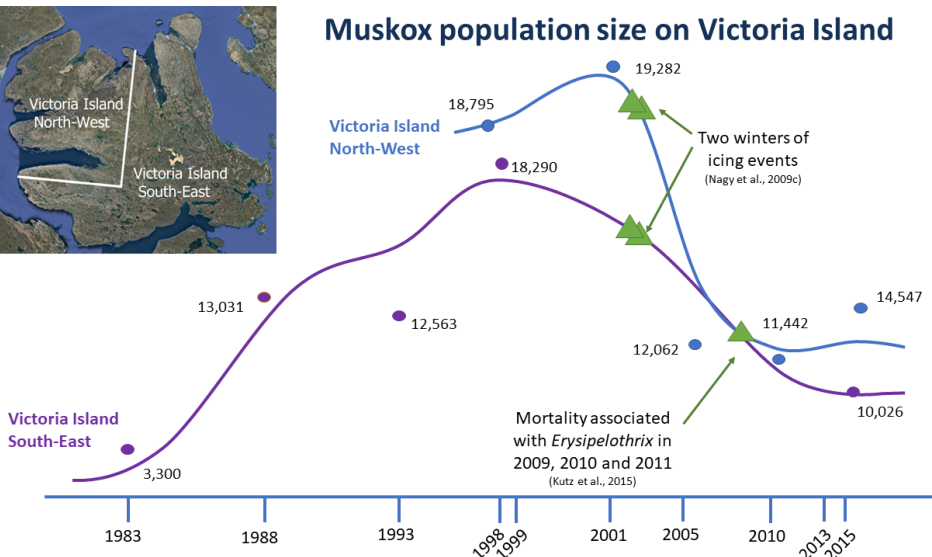 Muskox population size on Victoria Island
Victoria Island
North-West
Victoria Island
South-East
Victoria Island
North-West
18,795
19,282
Two winters of
icing events
(Nagy et al., 2009c)
18,290
13,031
12,563
12,062
11,442
14,547
10,026
Victoria Island
South-East
3,300
Mortality associated
with Erysipelothrix in
2009, 2010 and 2011
(Kutz et al., 2015)
1983
1988
1993
1998
1999
2001
2005
2010
2013
2015